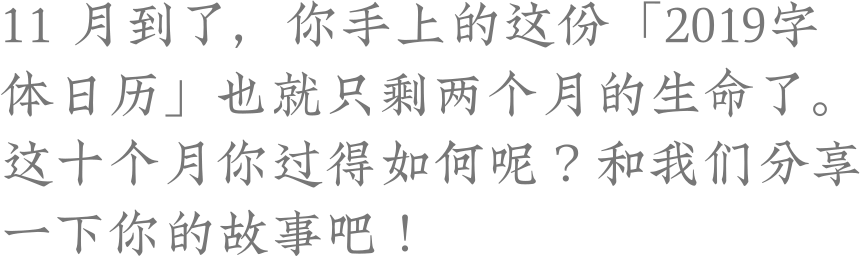 11 月到了，你手上的这份「2019字
体日历」也就只剩两个月的生命了。
这十个月你过得如何呢？和我们分享
一下你的故事吧！